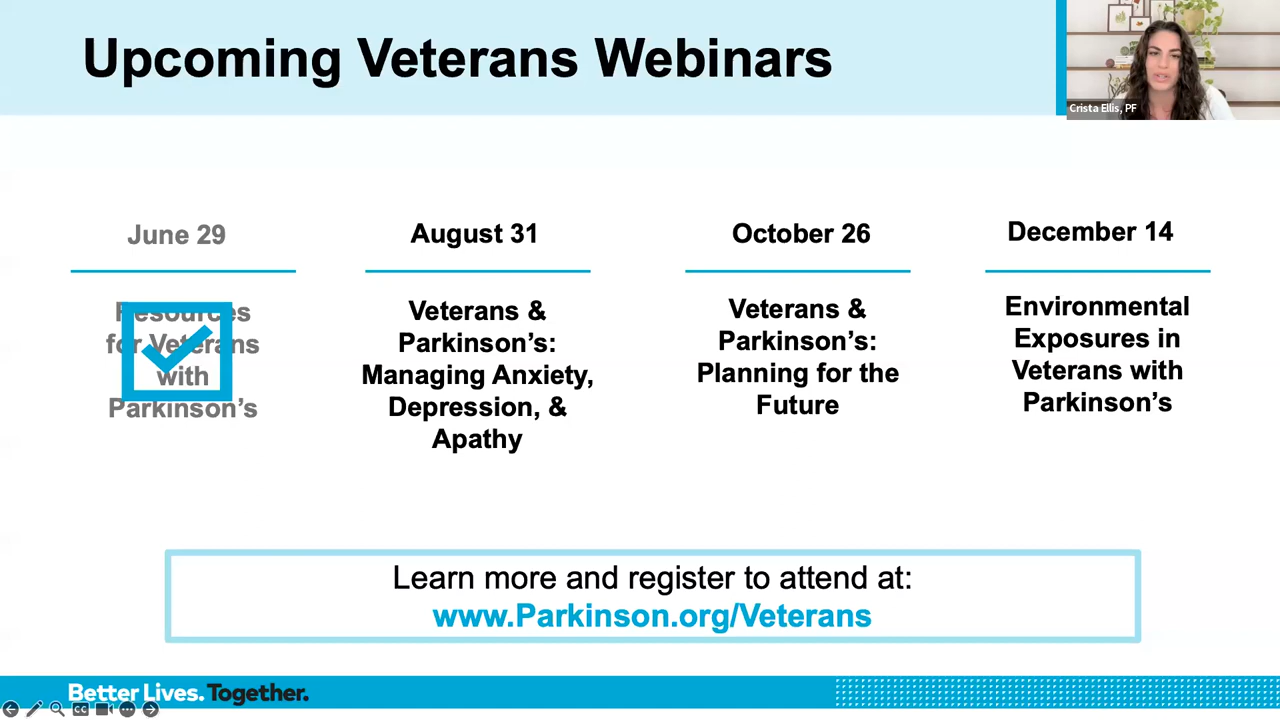 Upcoming Veterans Webinars
Crista Ellis, PF
June 29
Resources
for Veterans
with
Parkinson's
August 31
Veterans &
Parkinson's:
Managing Anxiety,
Depression, &
Apathy
October 26
Veterans &
Parkinson's:
Planning for the
Future
December 14
Environmental
Exposures in
Veterans with
Parkinson's
Learn more and register to attend at:
www.Parkinson.org/Veterans
Better Lives. Together.
CC